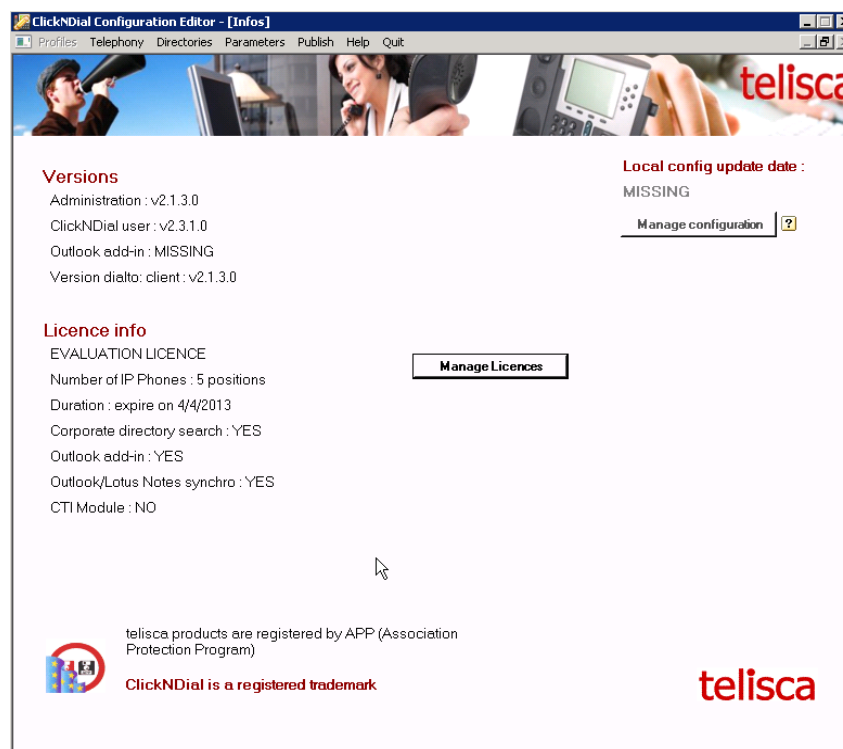 ClickNDial Configuration Editor - [Infos]
Profiles Telephony Directories Parameters Publish Help Quit
telisca
Versions
Administration : v2.1.3.0
ClickNDial user : v2.3.1.0
Outlook add-in : MISSING
Version dialto: client : v2.1.3.0
Local config update date :
MISSING
Manage configuration ?
Licence info
EVALUATION LICENCE
Number of IP Phones : 5 positions
Duration : expire on 4/4/2013
Corporate directory search : YES
Outlook add-in : YES
Outlook/Lotus Notes synchro : YES
CTI Module : NO
Manage Licences
telisca products are registered by APP (Association
Protection Program)
ClickNDial is a registered trademark
telisca